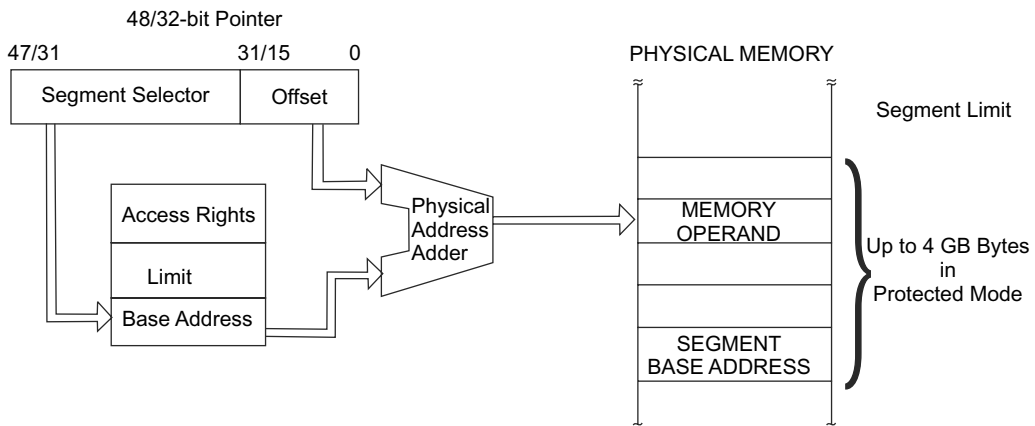 48/32-bit Pointer
47/31 31/15 0
Segment Selector Offset
Access Rights
Limit
Base Address
Physical
Address
Adder
PHYSICAL MEMORY
MEMORY
OPERAND
SEGMENT
BASE ADDRESS
Segment Limit
Up to 4 GB Bytes
in
Protected Mode